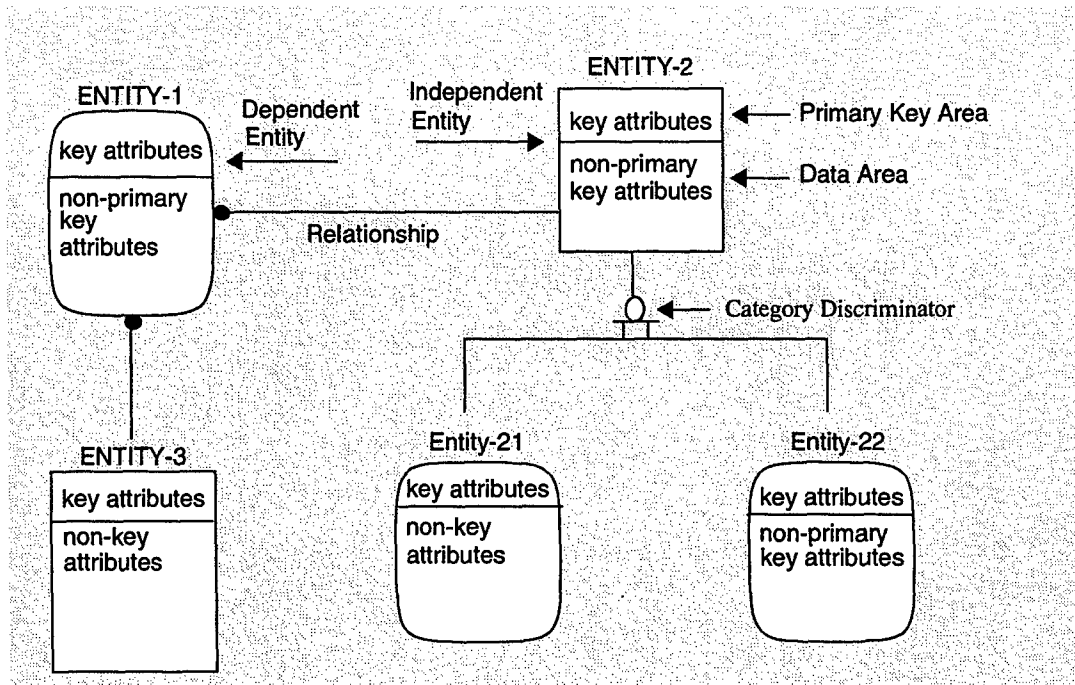 ENTITY-1
key attributes
non-primary
key
attributes
Dependent
Entity
Independent
Entity
ENTITY-2
key attributes
non-primary
key attributes
Primary Key Area
Data Area
Relationship
Category Discriminator
ENTITY-3
key attributes
non-key
attributes
Entity-21
key attributes
non-key
attributes
Entity-22
key attributes
non-primary
key attributes